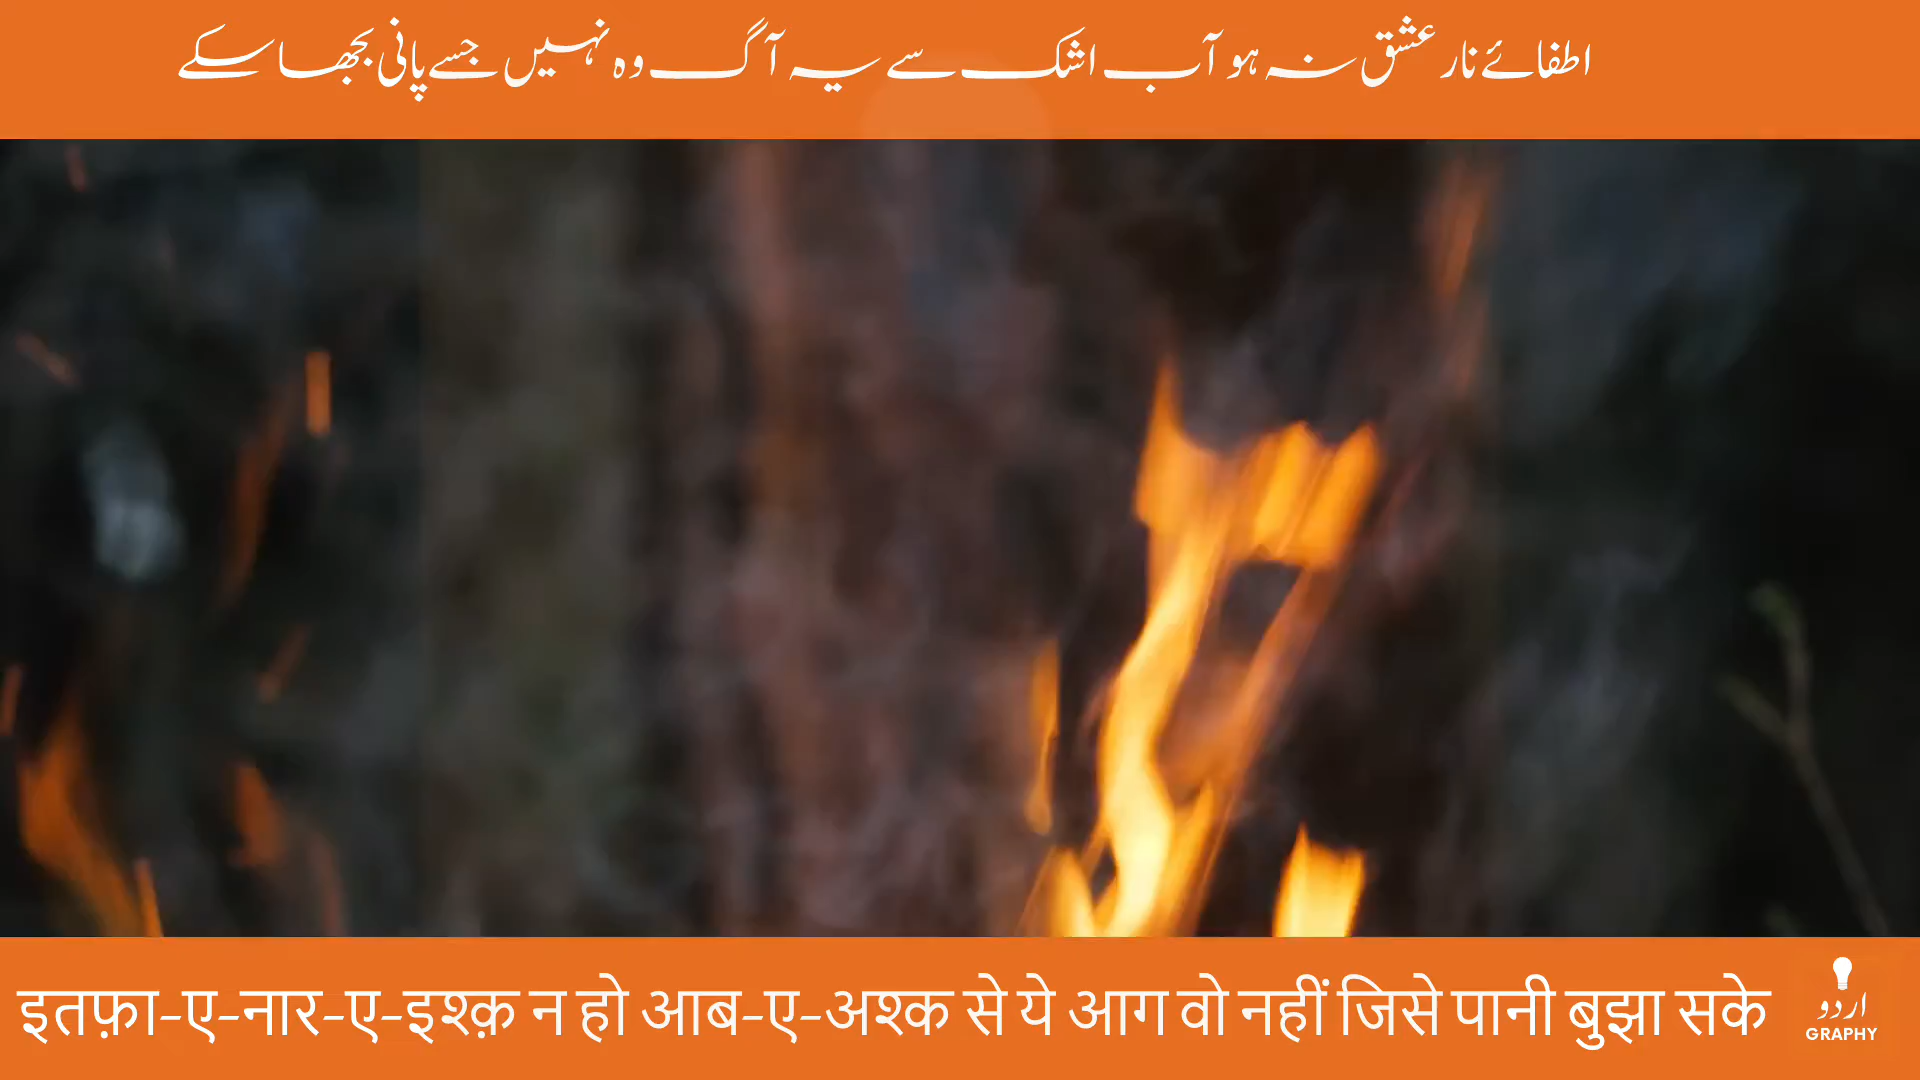 اطفائے نار عشق نہ ہو آب اشک سے یہ آگ وہ نہیں جسے پانی بجھا سکے
इतफ़ा-ए-नार-ए-इश्क़ न हो आब-ए-अश्क से ये आग वो नहीं जिसे पानी बुझा सके
اردو
GRAPHY